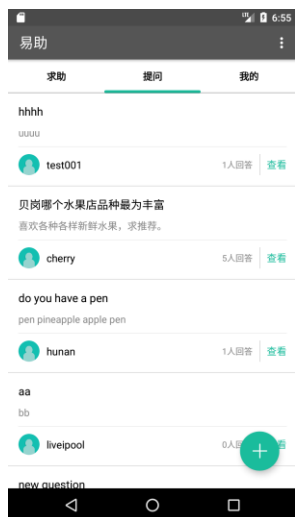 6:55
易助
求助 提问 我的
hhhh
uuuu
test001 1人回答 查看
贝岗哪个水果店品种最为丰富
喜欢各种各样新鲜水果，求推荐。
cherry 5人回答 查看
do you have a pen
pen pineapple apple pen
hunan 1人回答 查看
aa
bb
liveipool 0人
new question